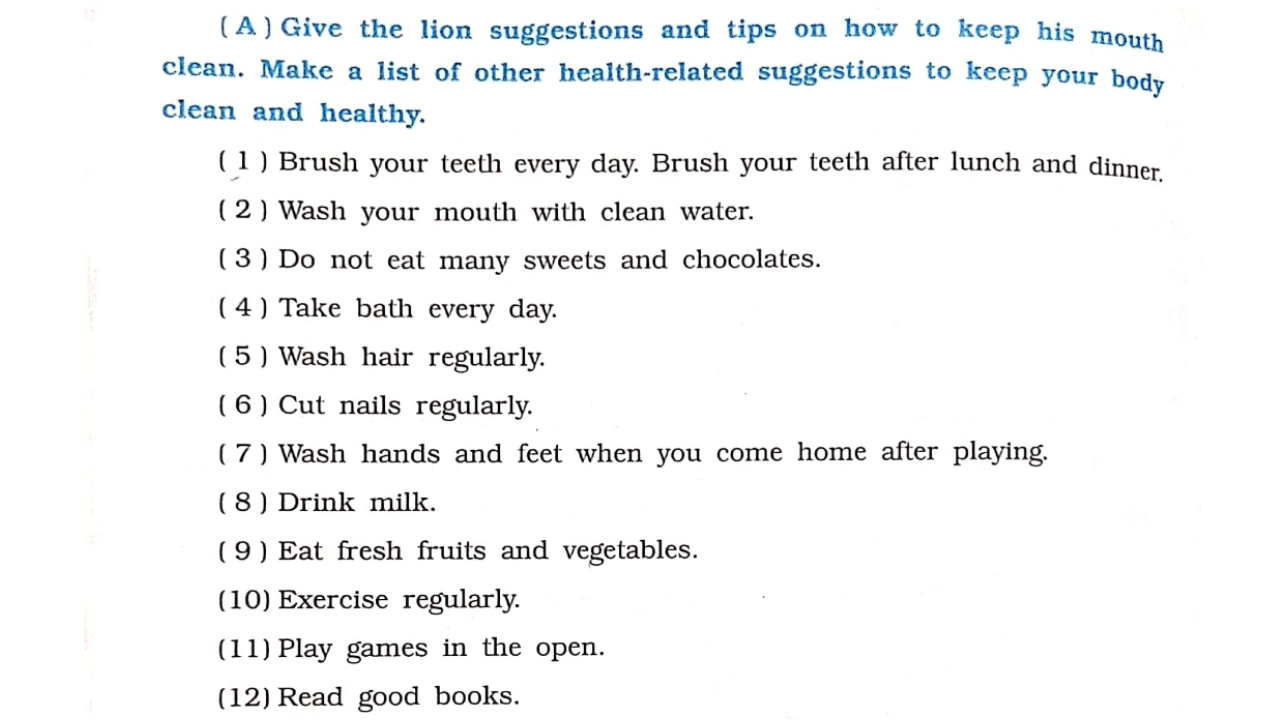 (A) Give the lion suggestions and tips on how to keep his mouth
clean. Make a list of other health-related suggestions to keep your body
clean and healthy.
(1) Brush your teeth every day. Brush your teeth after lunch and dinner.
(2) Wash your mouth with clean water.
(3) Do not eat many sweets and chocolates.
(4) Take bath every day.
(5) Wash hair regularly.
(6) Cut nails regularly.
(7) Wash hands and feet when you come home after playing.
(8) Drink milk.
(9) Eat fresh fruits and vegetables.
(10) Exercise regularly.
(11) Play games in the open.
(12) Read good books.